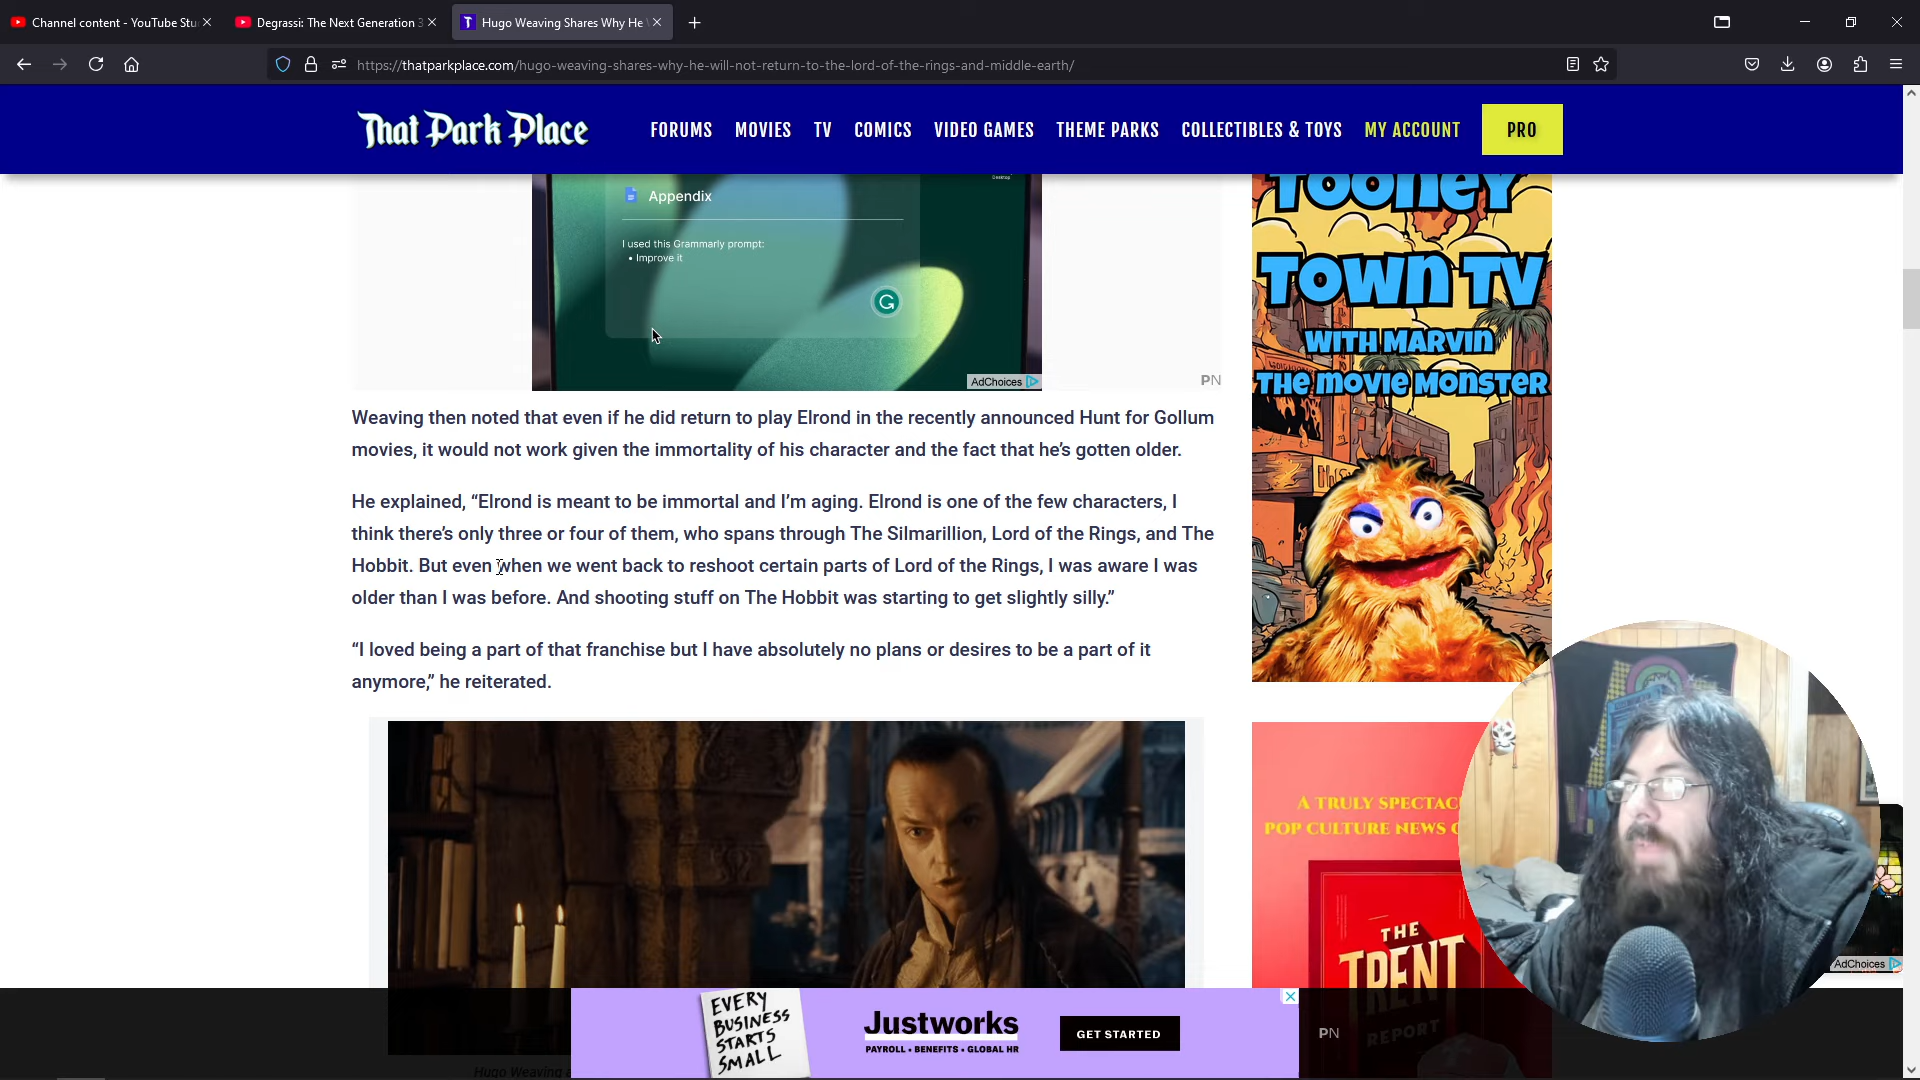 Channel content - YouTube Stu
Degrassi: The Next Generation 3
Hugo Weaving Shares Why He
https://thatparkplace.com/hugo-weaving-shares-why-he-will-not-return-to-the-lord-of-the-rings-and-middle-earth/
That Park Place
FORUMS MOVIES TV COMICS VIDEO GAMES THEME PARKS COLLECTIBLES & TOYS MY ACCOUNT PRO
Appendix
I used this Grammarly prompt:
• Improve it
AdChoices
PN
Weaving then noted that even if he did return to play Elrond in the recently announced Hunt for Gollum
movies, it would not work given the immortality of his character and the fact that he’s gotten older.
He explained, “Elrond is meant to be immortal and I’m aging. Elrond is one of the few characters, I
think there’s only three or four of them, who spans through The Silmarillion, Lord of the Rings, and The
Hobbit. But even when we went back to reshoot certain parts of Lord of the Rings, I was aware I was
older than I was before. And shooting stuff on The Hobbit was starting to get slightly silly.”
“I loved being a part of that franchise but I have absolutely no plans or desires to be a part of it
anymore,” he reiterated.
Hugo Weaving a
TOONEY
TOWN TV
WITH MARVIN
THE MOVIE MONSTER
A TRULY SPECTAC
POP CULTURE NEWS
THE
TRENT
REPORT
AdChoices
EVERY
BUSINESS
STARTS
SMALL
Justworks
PAYROLL • BENEFITS • GLOBAL HR
GET STARTED
PN